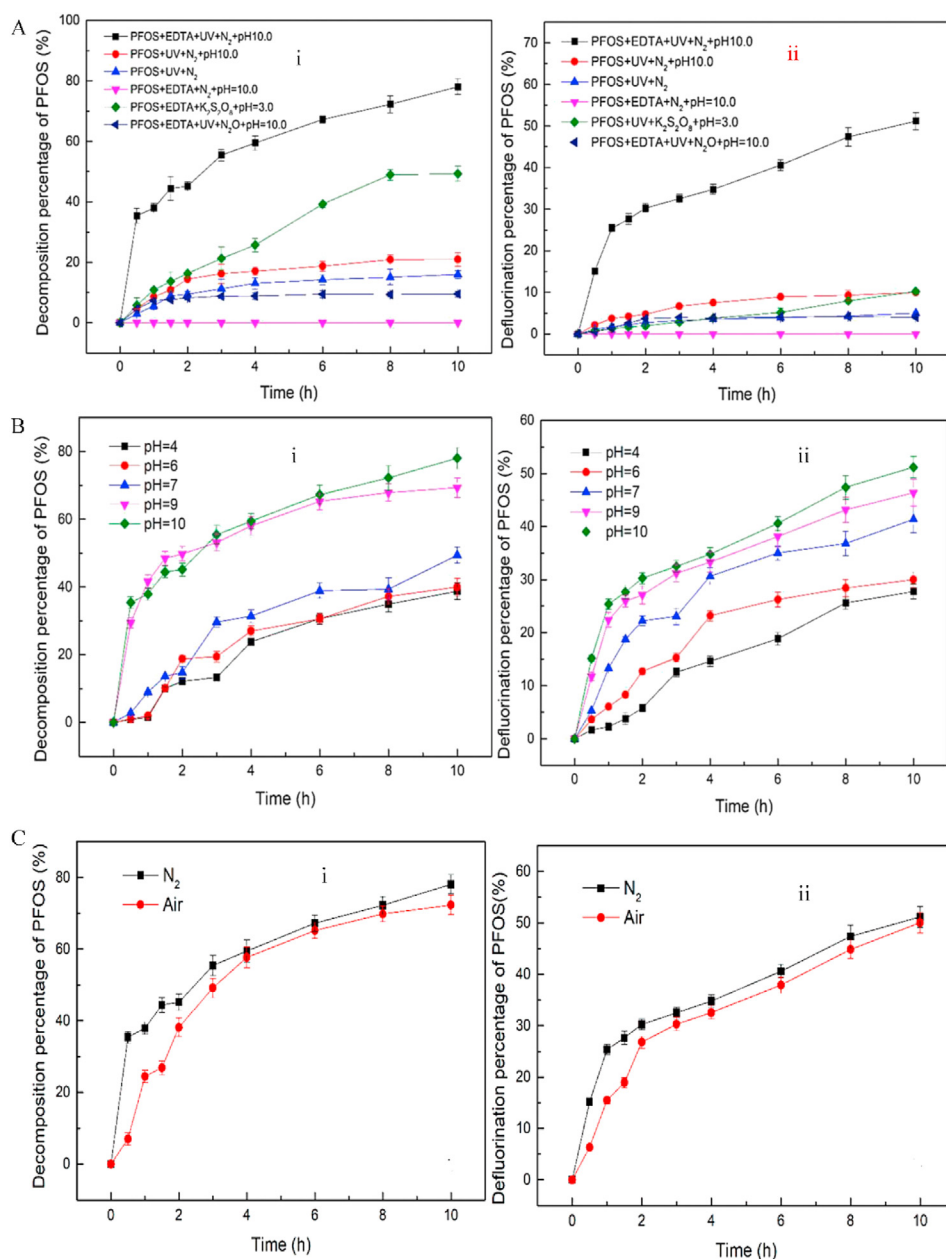 A
Decomposition percentage of PFOS (%)
100
80
60
40
20
0
PFOS+EDTA+UV+N₂+pH10.0
PFOS+UV+N₂+pH10.0
PFOS+UV+N₂
PFOS+EDTA+N₂+pH=10.0
PFOS+EDTA+K₂S₂O₈+pH=3.0
PFOS+EDTA+UV+N₂O+pH=10.0
i
0 2 4 6 8 10
Time (h)
Defluorination percentage of PFOS (%)
70
60
50
40
30
20
10
0
PFOS+EDTA+UV+N₂+pH10.0
PFOS+UV+N₂+pH10.0
PFOS+UV+N₂
PFOS+EDTA+N₂+pH=10.0
PFOS+UV+K₂S₂O₈+pH=3.0
PFOS+EDTA+UV+N₂O+pH=10.0
ii
0 2 4 6 8 10
Time (h)
B
Decomposition percentage of PFOS (%)
80
60
40
20
0
pH=4
pH=6
pH=7
pH=9
pH=10
i
0 2 4 6 8 10
Time (h)
Defluorination percentage of PFOS (%)
60
50
40
30
20
10
0
pH=4
pH=6
pH=7
pH=9
pH=10
ii
0 2 4 6 8 10
Time (h)
C
Decomposition percentage of PFOS (%)
80
60
40
20
0
N₂
Air
i
0 2 4 6 8 10
Time (h)
Defluorination percentage of PFOS(%)
60
50
40
30
20
10
0
N₂
Air
ii
0 2 4 6 8 10
Time (h)